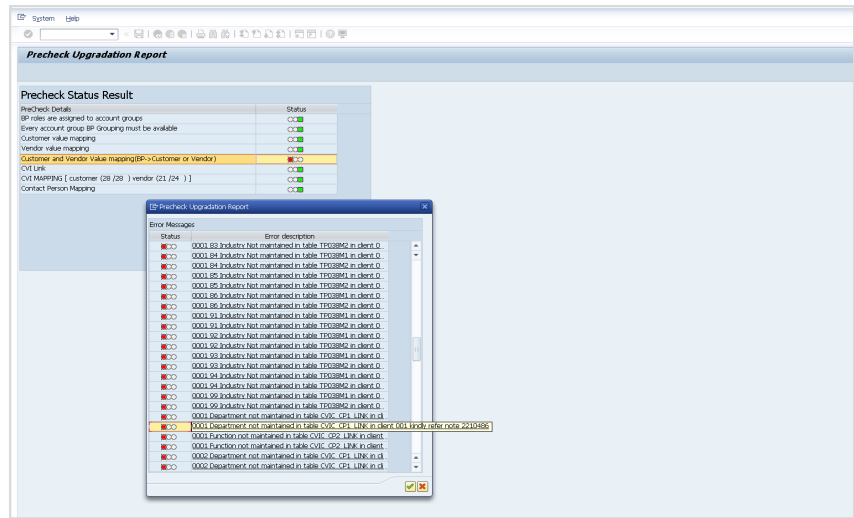 System Help
Precheck Upgradation Report
Precheck Status Result
PreCheck Details Status
BP roles are assigned to account groups
Every account group BP Grouping must be available
Customer value mapping
Vendor value mapping
Customer and Vendor Value mapping(BP->Customer or Vendor)
CVI Link
CVI MAPPING [ customer (28 /28 ) vendor (21 /24 ) ]
Contact Person Mapping
Precheck Upgradation Report
Error Messages
Status Error description
0001 83 Industry Not maintained in table TP038M2 in client 0
0001 84 Industry Not maintained in table TP038M1 in client 0
0001 84 Industry Not maintained in table TP038M2 in client 0
0001 85 Industry Not maintained in table TP038M1 in client 0
0001 85 Industry Not maintained in table TP038M2 in client 0
0001 86 Industry Not maintained in table TP038M1 in client 0
0001 86 Industry Not maintained in table TP038M1 in client 0
0001 91 Industry Not maintained in table TP038M1 in client 0
0001 91 Industry Not maintained in table TP038M2 in client 0
0001 92 Industry Not maintained in table TP038M1 in client 0
0001 92 Industry Not maintained in table TP038M2 in client 0
0001 93 Industry Not maintained in table TP038M1 in client 0
0001 93 Industry Not maintained in table TP038M2 in client 0
0001 94 Industry Not maintained in table TP038M1 in client 0
0001 94 Industry Not maintained in table TP038M2 in client 0
0001 99 Industry Not maintained in table TP038M1 in client 0
0001 99 Industry Not maintained in table TP038M2 in client 0
0001 Department not maintained in table CVIC_CP1_LINK in cli
0001 Department not maintained in table CVIC_CP1_LINK in client 001 kindly refer note 2210486
0001 Function not maintained in table CVIC_CP2_LINK in client
0001 Function not maintained in table CVIC_CP2_LINK in client
0002 Department not maintained in table CVIC_CP1_LINK in cli
0002 Department not maintained in table CVIC_CP1_LINK in cli